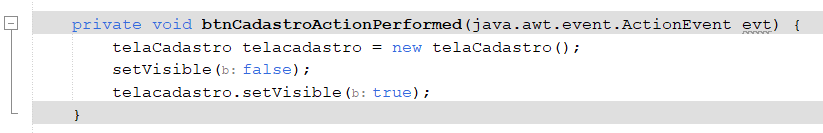 private void btnCadastroActionPerformed(java.awt.event.ActionEvent evt) {
telaCadastro telacadastro = new telaCadastro();
setVisible(b: false);
telacadastro.setVisible(b: true);
}